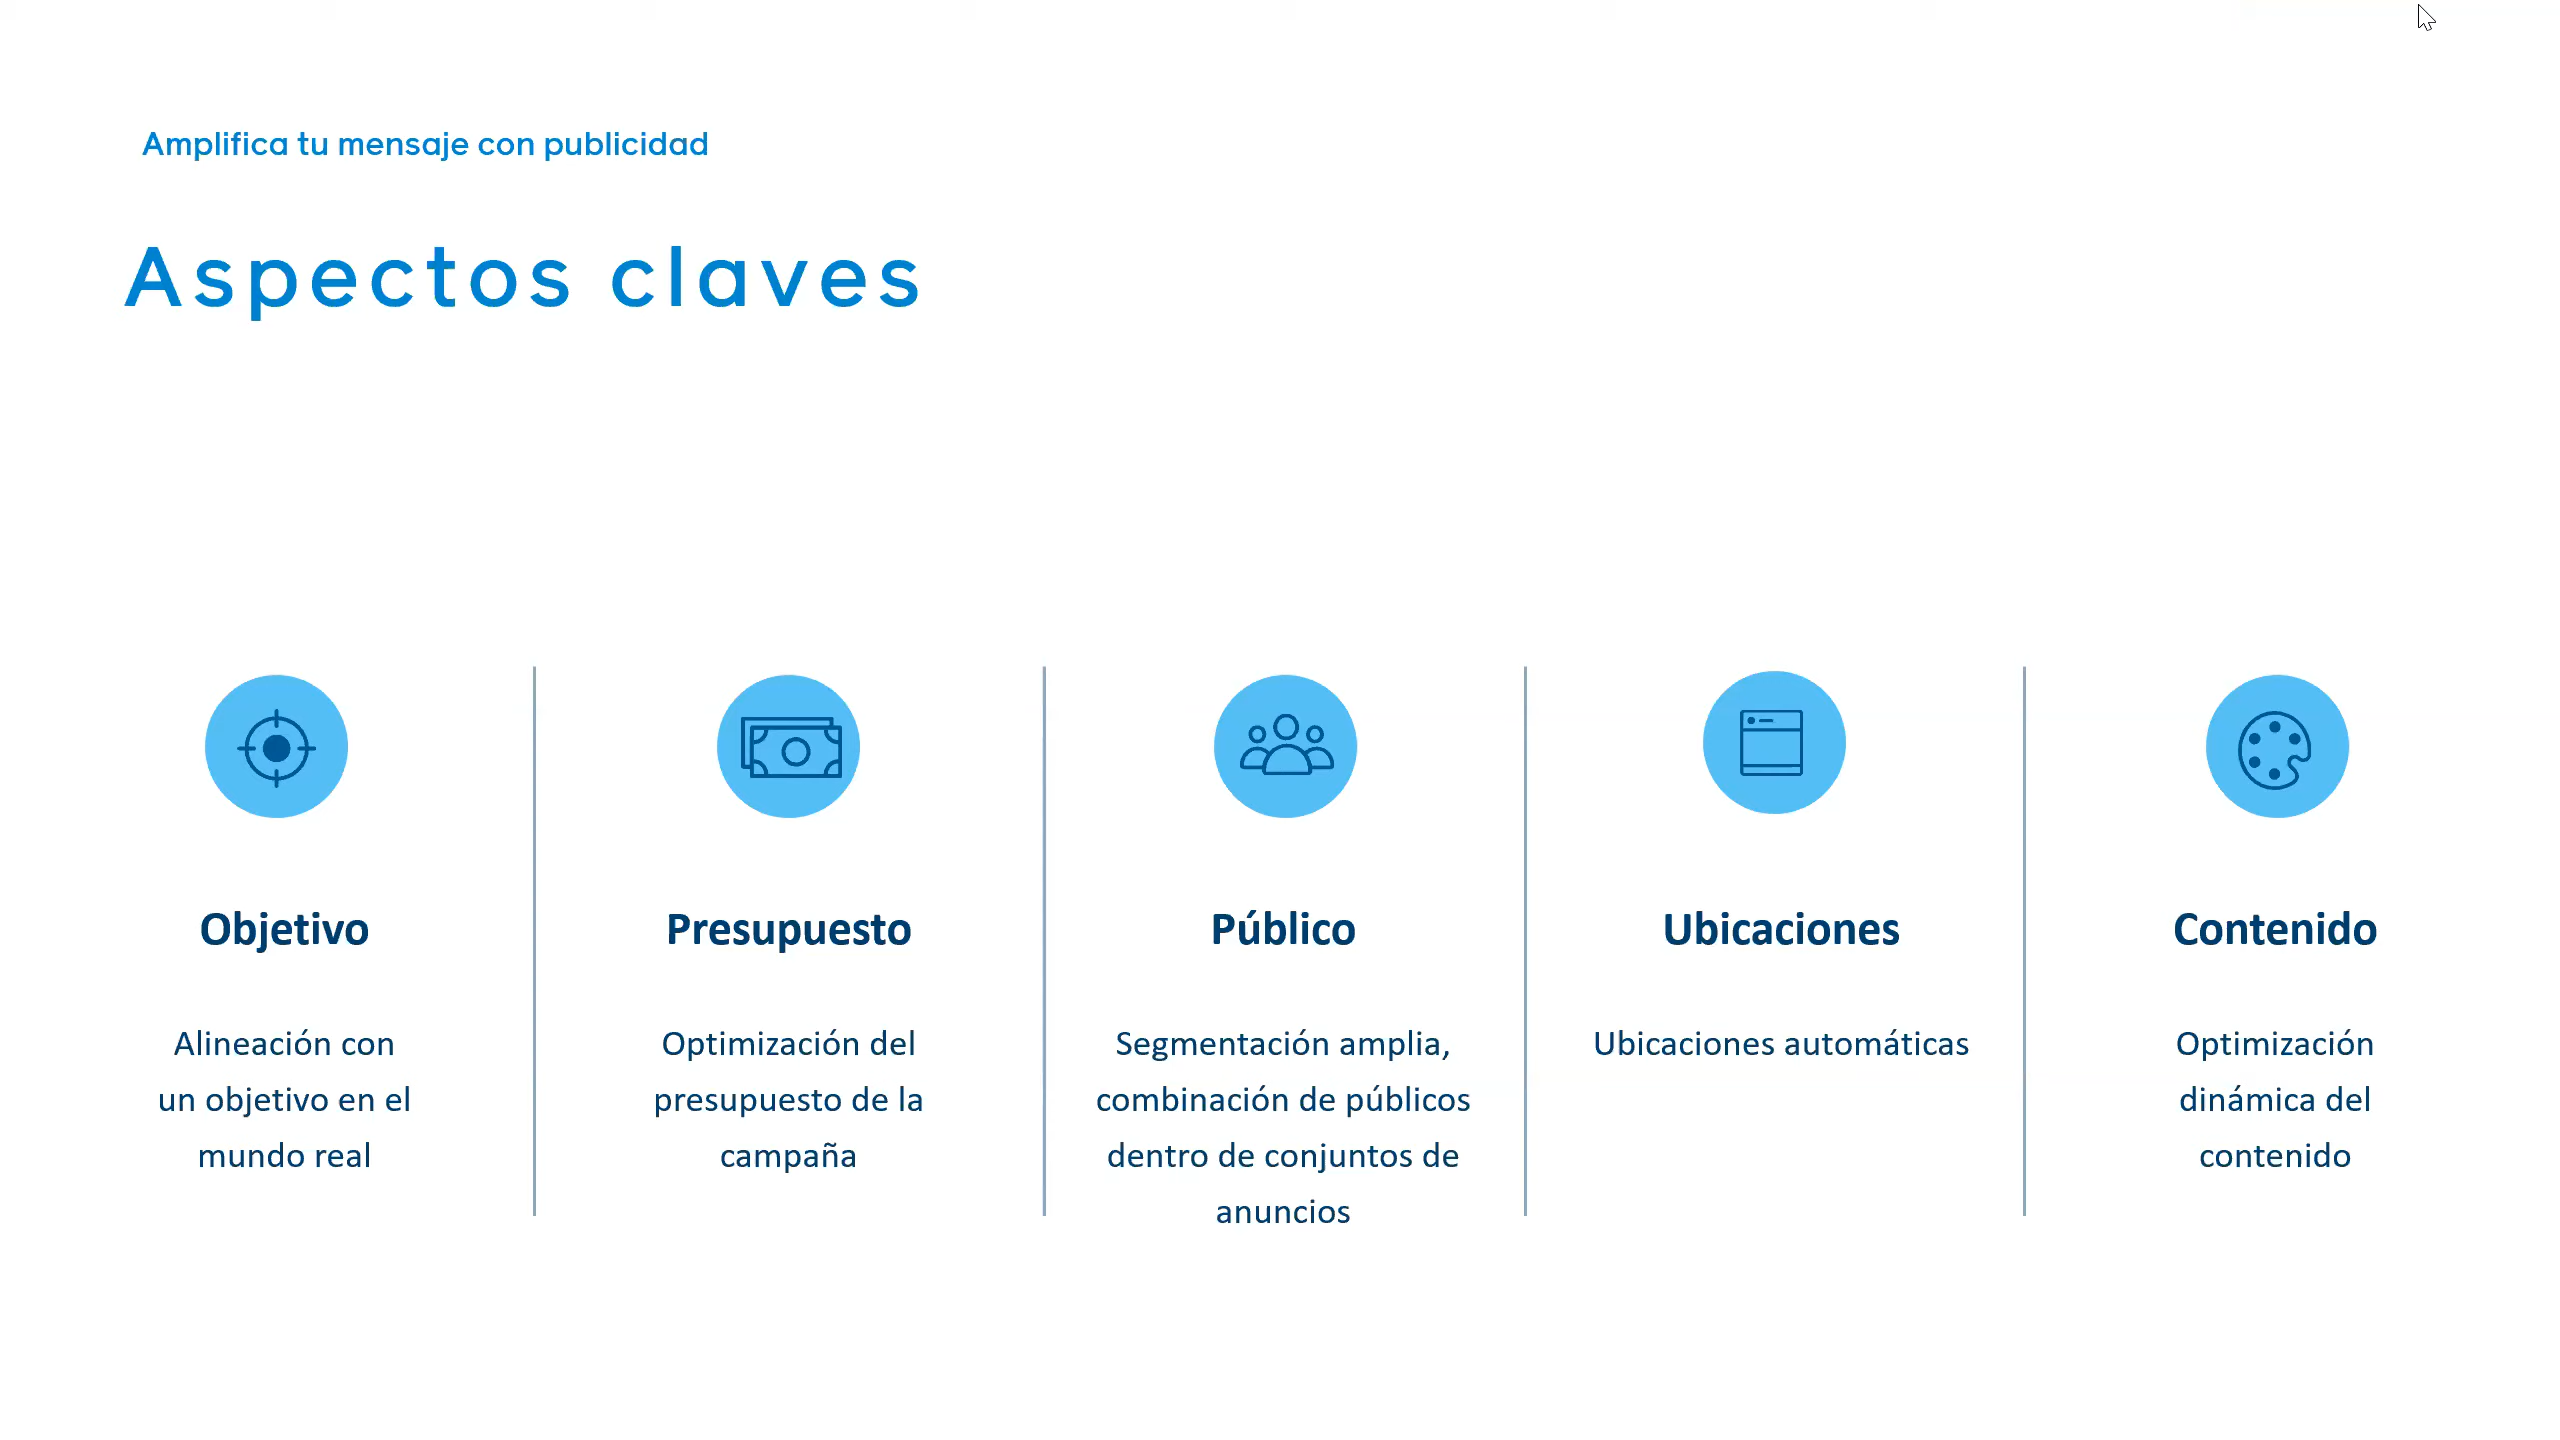 Amplifica tu mensaje con publicidad
Aspectos claves
Objetivo
Alineación con
un objetivo en el
mundo real
Presupuesto
Optimización del
presupuesto de la
campaña
Público
Segmentación amplia,
combinación de públicos
dentro de conjuntos de
anuncios
Ubicaciones
Ubicaciones automáticas
Contenido
Optimización
dinámica del
contenido